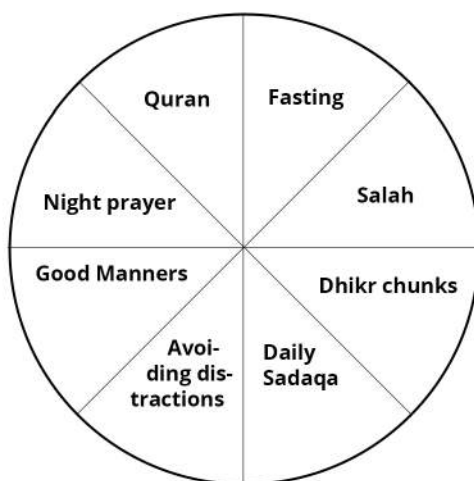 Quran
Fasting
Night prayer
Salah
Good Manners
Dhikr chunks
Avoi-
ding dis-
tractions
Daily
Sadaqa